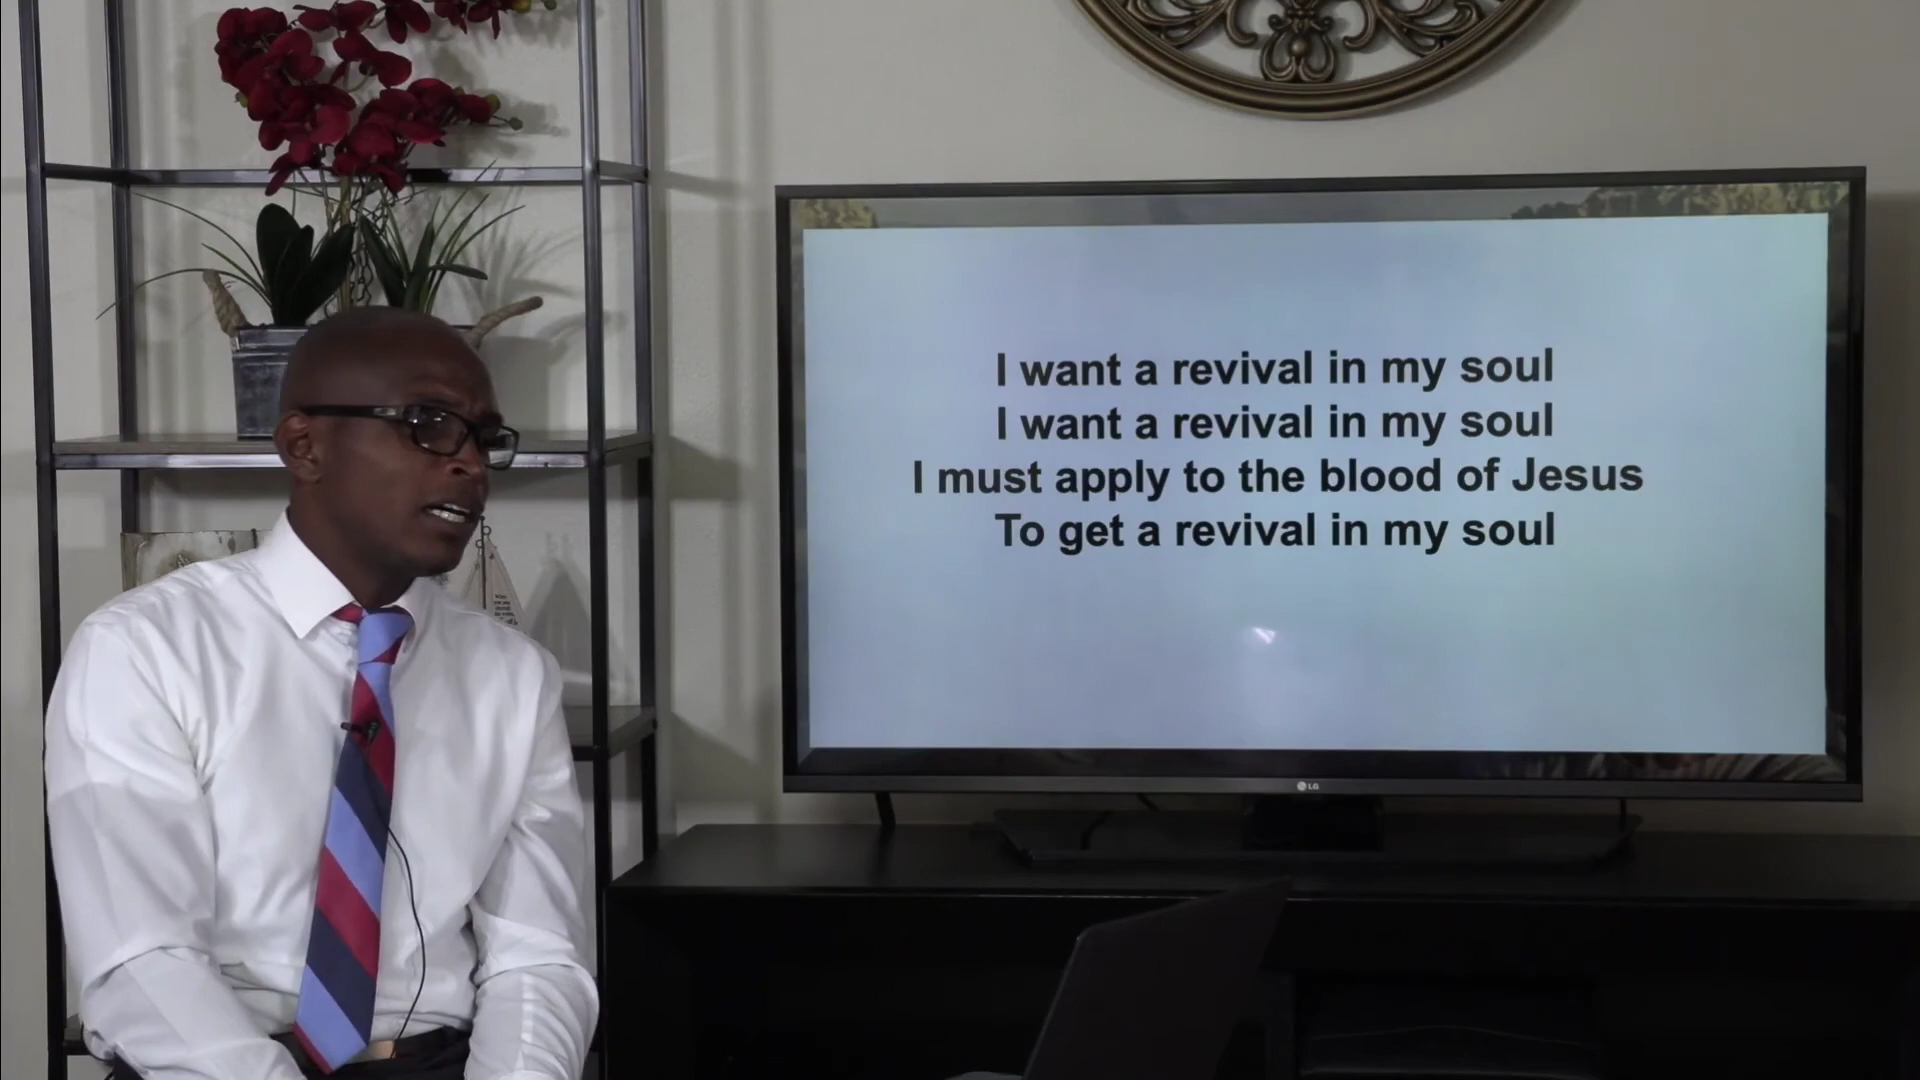 I want a revival in my soul
I want a revival in my soul
I must apply to the blood of Jesus
To get a revival in my soul
LG